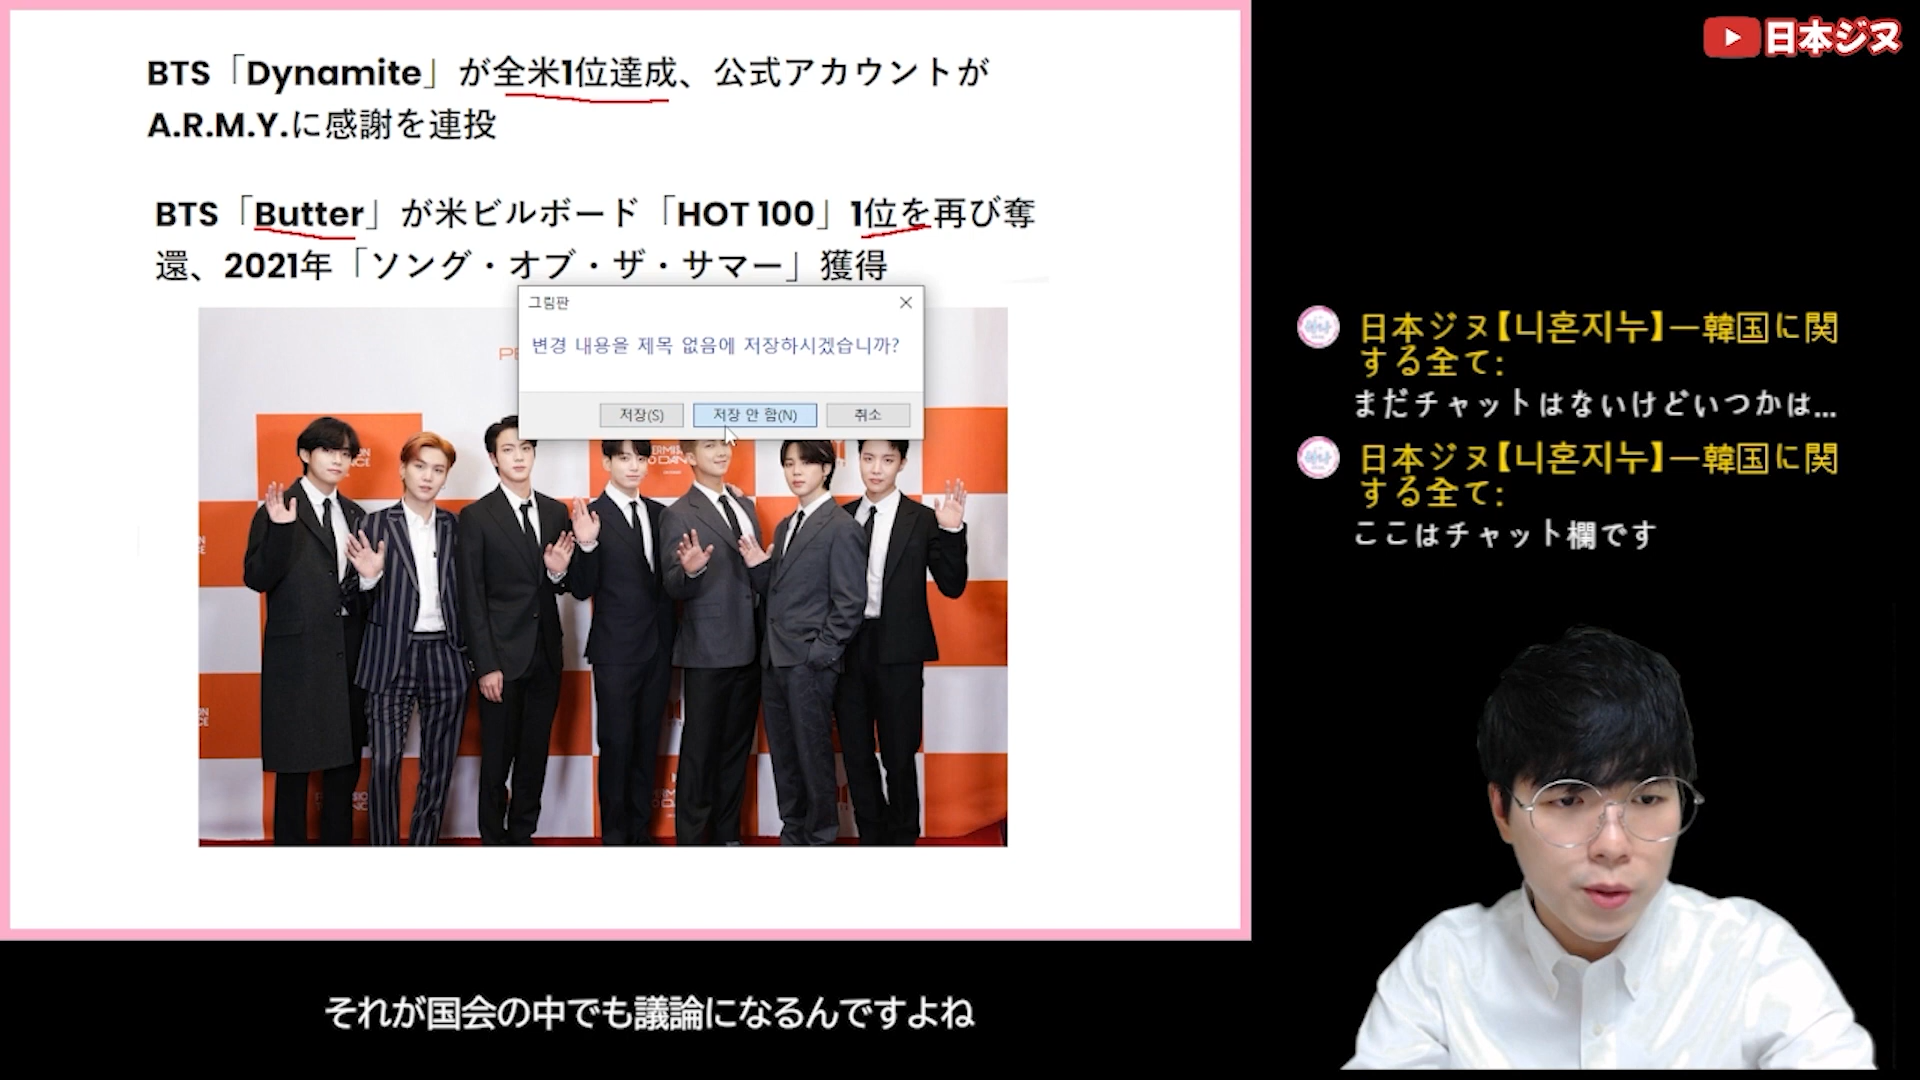 BTS「Dynamite」が全米1位達成、公式アカウントが
A.R.M.Y.に感謝を連投
BTS「Butter」が米ビルボード「HOT 100」1位を再び奪
還、2021年「ソング・オブ・ザ・サマー」獲得
그림판
변경 내용을 제목 없음에 저장하시겠습니까?
저장(S)
저장 안 함(N)
취소
日本ジヌ
日本ジヌ【니혼지누】ー韓国に関
する全て:
まだチャットはないけどいつかは...
日本ジヌ【니혼지누】ー韓国に関
する全て:
ここはチャット欄です
それが国会の中でも議論になるんですよね